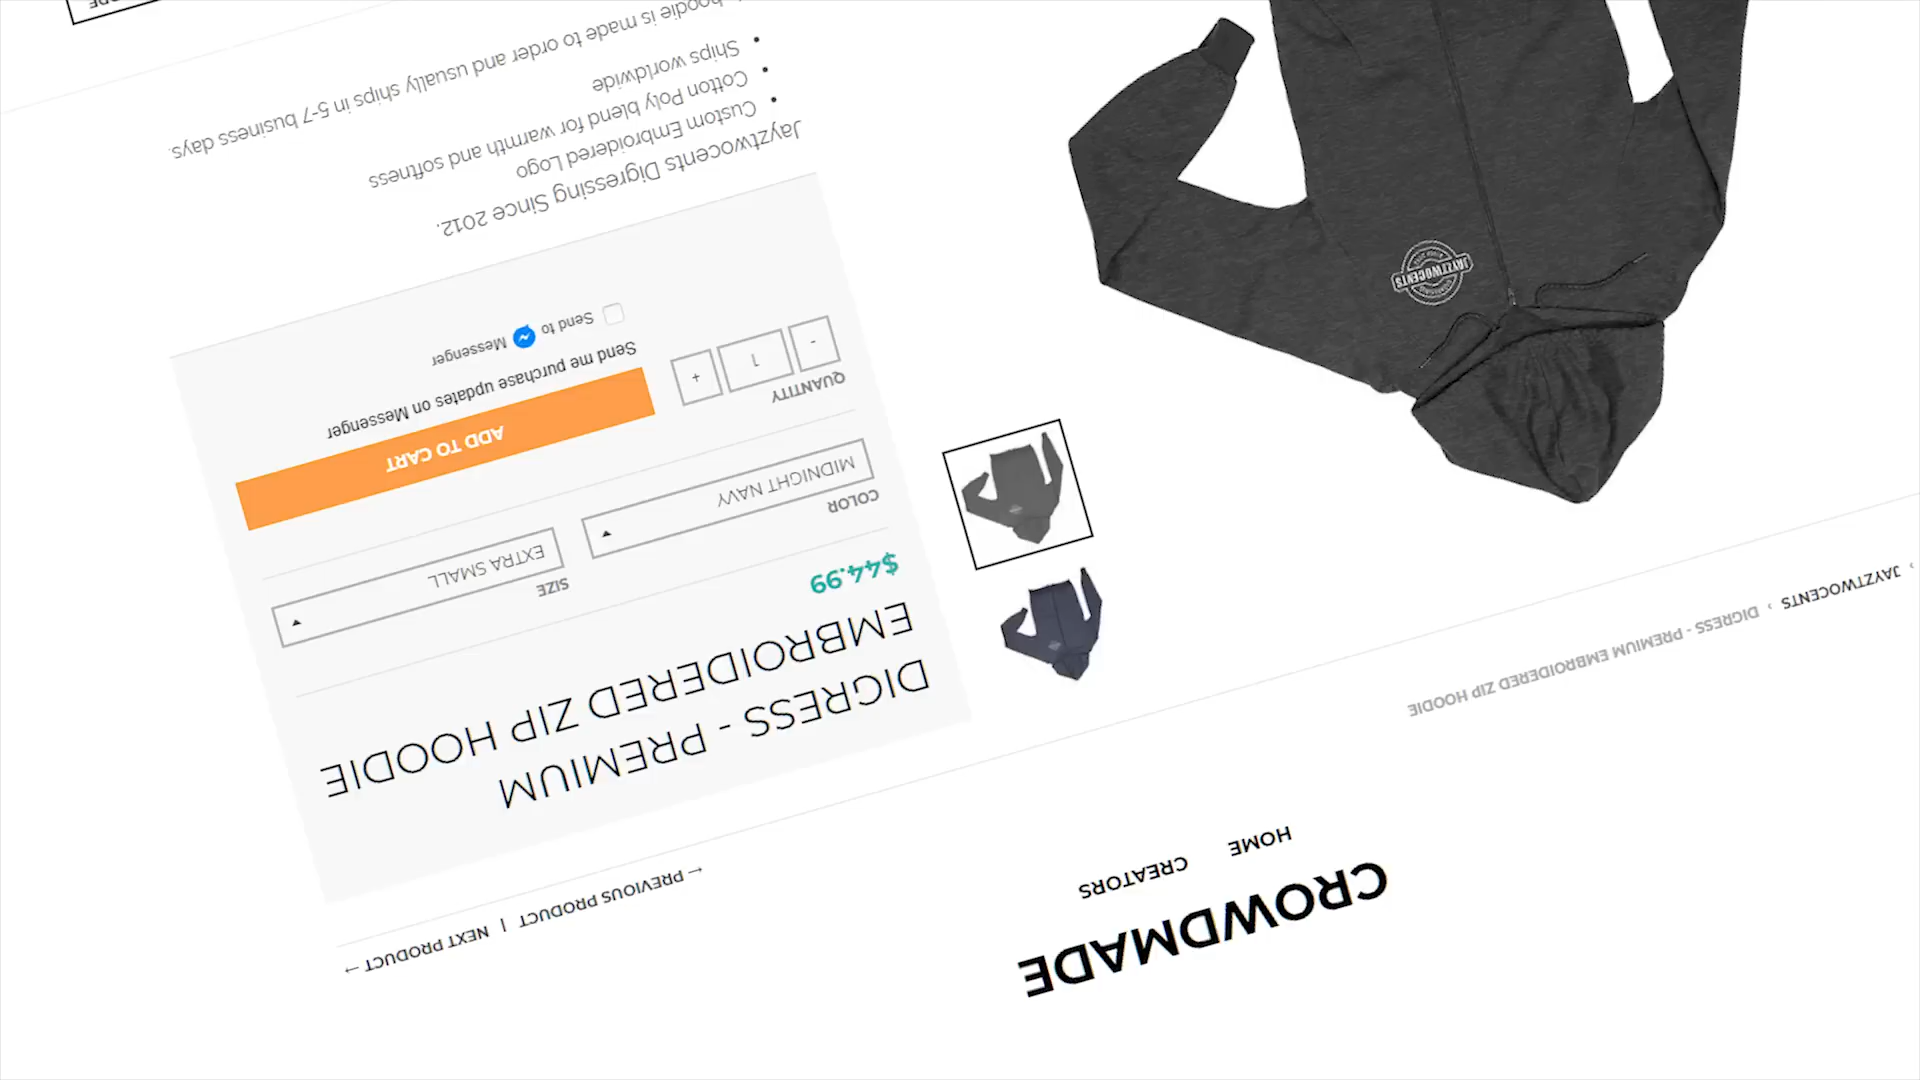 CROWDMADE
HOME
CREATORS
JAYZTWOCENTS › DIGRESS - PREMIUM EMBROIDERED ZIP HOODIE
← PREVIOUS PRODUCT | NEXT PRODUCT →
DIGRESS - PREMIUM
EMBROIDERED ZIP HOODIE
$44.99
COLOR
SIZE
MIDNIGHT NAVY
EXTRA SMALL
QUANTITY
- 1 +
ADD TO CART
Send me purchase updates on Messenger
Send to Messenger
JAYZTWOCENTS
Jayztwocents Digressing Since 2012.
• Custom Embroidered Logo
• Cotton Poly blend for warmth and softness
• Ships worldwide
hoodie is made to order and usually ships in 5-7 business days.